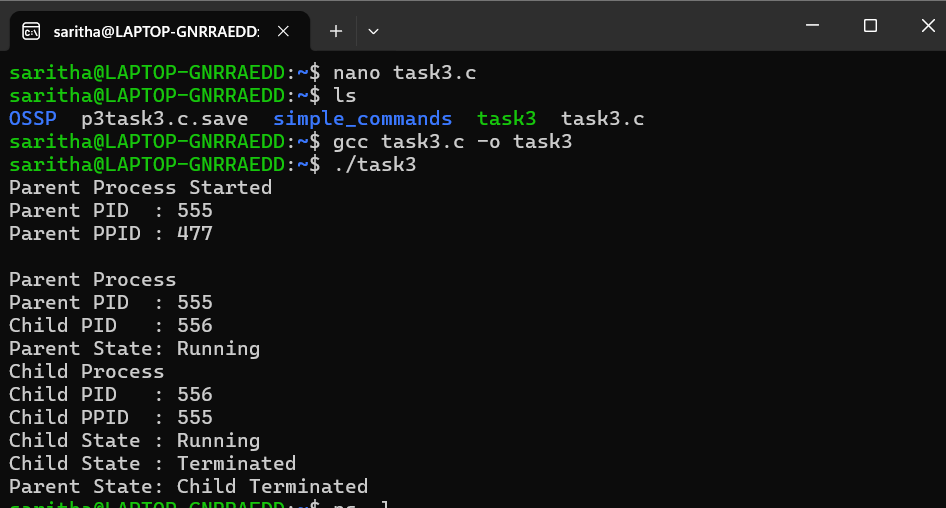 saritha@LAPTOP-GNRRAEDD:
saritha@LAPTOP-GNRRAEDD:~$ nano task3.c
saritha@LAPTOP-GNRRAEDD:~$ ls
OSSP  p3task3.c.save  simple_commands  task3  task3.c
saritha@LAPTOP-GNRRAEDD:~$ gcc task3.c -o task3
saritha@LAPTOP-GNRRAEDD:~$ ./task3
Parent Process Started
Parent PID  : 555
Parent PPID : 477

Parent Process
Parent PID  : 555
Child PID   : 556
Parent State: Running
Child Process
Child PID   : 556
Child PPID  : 555
Child State : Running
Child State : Terminated
Parent State: Child Terminated
saritha@LAPTOP-GNRRAEDD:~$